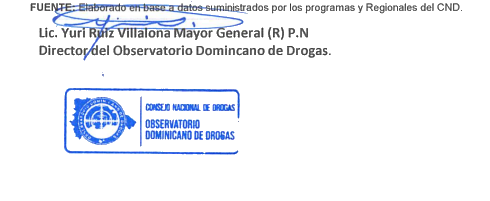 FUENTE: Elaborado en base a datos suministrados por los programas y Regionales del CND.
Lic. Yuri Ruiz Villalona Mayor General (R) P.N
Director del Observatorio Domincano de Drogas.
CONSEJO NACIONAL DE DROGAS
OBSERVATORIO
DOMINICANO DE DROGAS